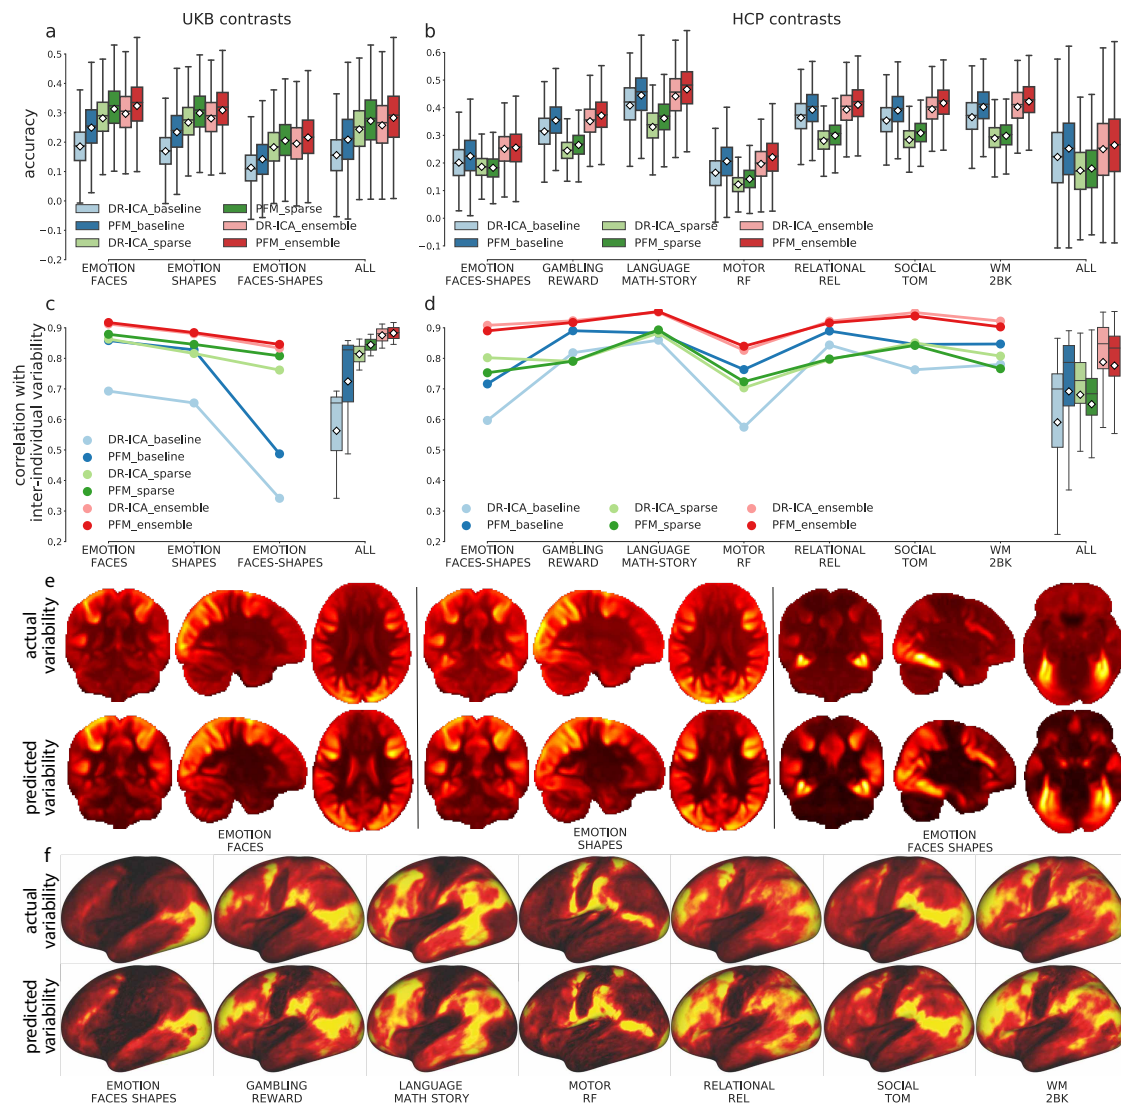 UKB contrasts
HCP contrasts
a
b
accuracy
0.5
0.4
0.3
0.2
0.1
0.0
−0.1
−0.2
0.6
0.5
0.4
0.3
0.2
0.1
0.0
−0.1
DR-ICA_baseline
PFM_baseline
DR-ICA_sparse
PFM_sparse
DR-ICA_ensemble
PFM_ensemble
DR-ICA_baseline
PFM_baseline
DR-ICA_sparse
PFM_sparse
DR-ICA_ensemble
PFM_ensemble
EMOTION
FACES
EMOTION
SHAPES
EMOTION
FACES-SHAPES
ALL
EMOTION
FACES-SHAPES
GAMBLING
REWARD
LANGUAGE
MATH-STORY
MOTOR
RF
RELATIONAL
REL
SOCIAL
TOM
WM
2BK
ALL
c
d
correlation with
inter-individual variability
0.9
0.8
0.7
0.6
0.5
0.4
0.3
0.2
0.9
0.8
0.7
0.6
0.5
0.4
0.3
0.2
DR-ICA_baseline
PFM_baseline
DR-ICA_sparse
PFM_sparse
DR-ICA_ensemble
PFM_ensemble
DR-ICA_baseline
PFM_baseline
DR-ICA_sparse
PFM_sparse
DR-ICA_ensemble
PFM_ensemble
EMOTION
FACES
EMOTION
SHAPES
EMOTION
FACES-SHAPES
ALL
EMOTION
FACES-SHAPES
GAMBLING
REWARD
LANGUAGE
MATH-STORY
MOTOR
RF
RELATIONAL
REL
SOCIAL
TOM
WM
2BK
ALL
e
actual
variability
predicted
variability
EMOTION
FACES
EMOTION
SHAPES
EMOTION
FACES SHAPES
f
actual
variability
predicted
variability
EMOTION
FACES SHAPES
GAMBLING
REWARD
LANGUAGE
MATH STORY
MOTOR
RF
RELATIONAL
REL
SOCIAL
TOM
WM
2BK